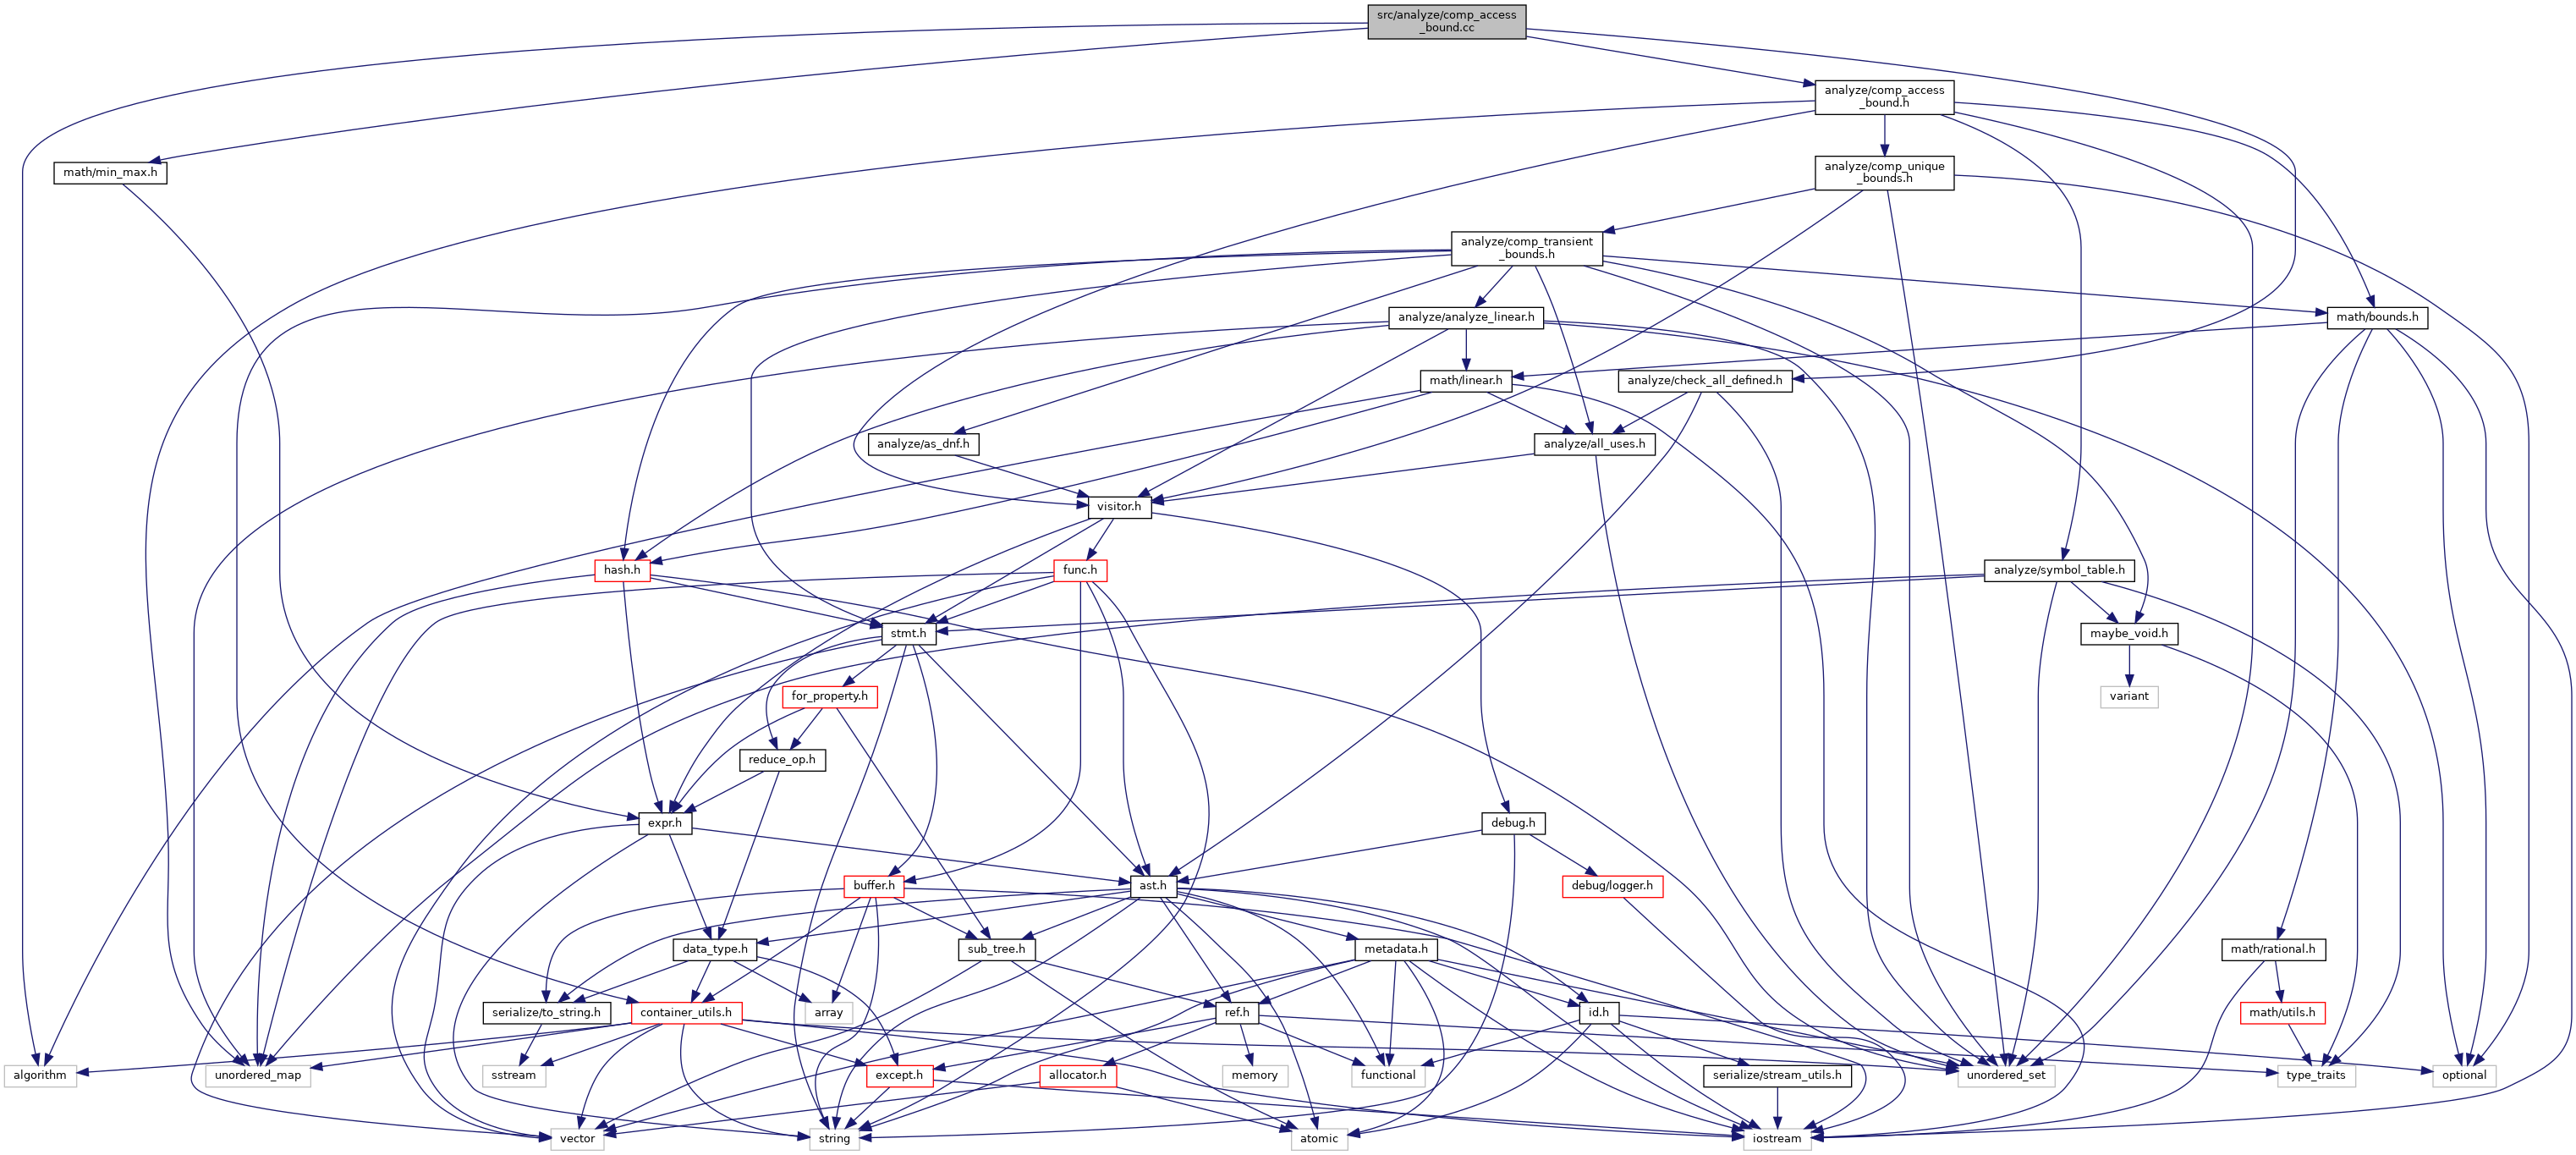 src/analyze/comp_access
_bound.cc
analyze/comp_access
_bound.h
math/min_max.h
analyze/comp_unique
_bounds.h
analyze/comp_transient
_bounds.h
analyze/analyze_linear.h
math/bounds.h
math/linear.h
analyze/check_all_defined.h
analyze/as_dnf.h
analyze/all_uses.h
visitor.h
hash.h
func.h
analyze/symbol_table.h
stmt.h
maybe_void.h
for_property.h
variant
reduce_op.h
expr.h
debug.h
buffer.h
ast.h
debug/logger.h
data_type.h
sub_tree.h
metadata.h
math/rational.h
serialize/to_string.h
container_utils.h
array
ref.h
id.h
math/utils.h
algorithm
unordered_map
sstream
except.h
allocator.h
memory
functional
serialize/stream_utils.h
unordered_set
type_traits
optional
vector
string
atomic
iostream